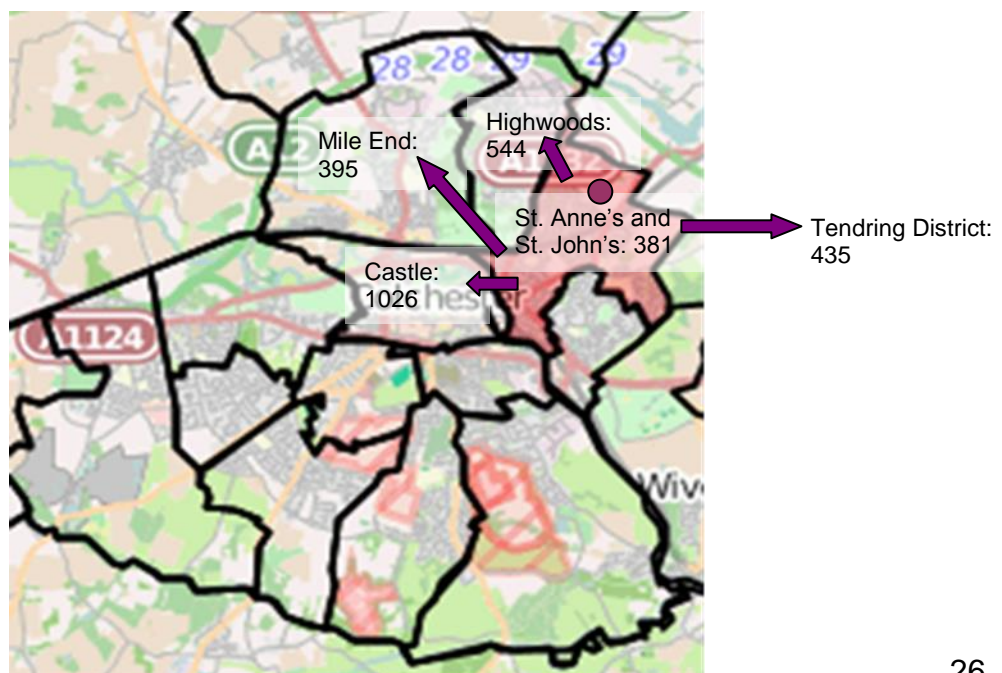 28 28 29 29
Highwoods:
544
Mile End:
395
St. Anne's and
St. John's: 381
Tendring District:
435
Castle:
1026
A1124
Wiv
26